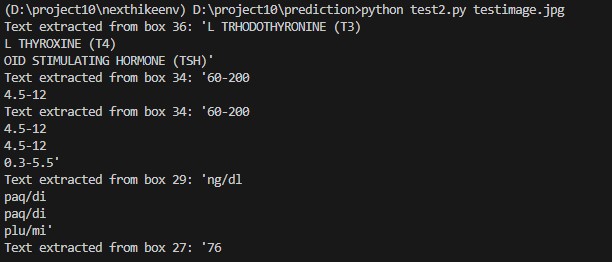 (D:\project10\nexthikeenv) D:\project10\prediction>python test2.py testimage.jpg
Text extracted from box 36: 'L TRHODOTHYRONINE (T3)
L THYROXINE (T4)
OID STIMULATING HORMONE (TSH)'
Text extracted from box 34: '60-200
4.5-12
Text extracted from box 34: '60-200
4.5-12
4.5-12
0.3-5.5'
Text extracted from box 29: 'ng/dl
paq/di
paq/di
plu/mi'
Text extracted from box 27: '76